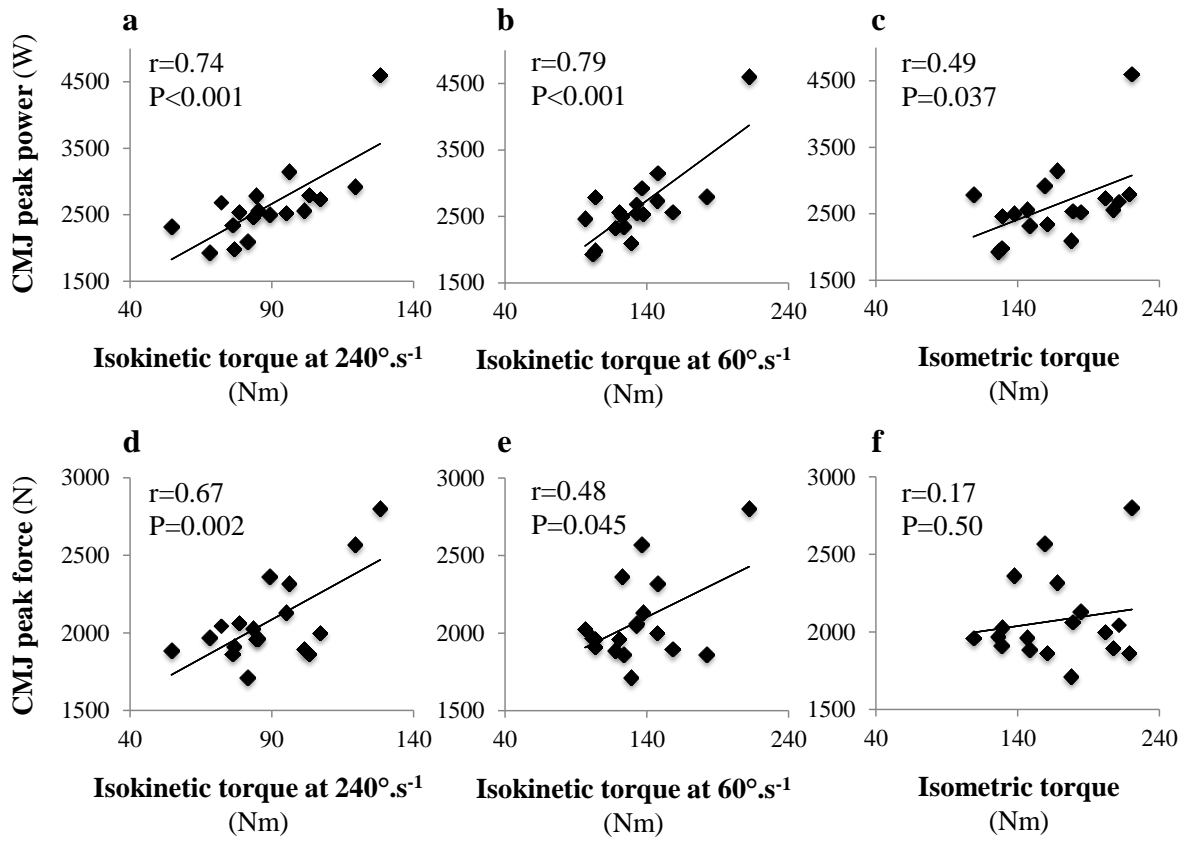 a
b
c
CMJ peak power (W)
r=0.74
P<0.001
r=0.79
P<0.001
r=0.49
P=0.037
4500
3500
2500
1500
40
90
140
4500
3500
2500
1500
40
140
240
4500
3500
2500
1500
40
140
240
Isokinetic torque at 240°.s-1
(Nm)
Isokinetic torque at 60°.s-1
(Nm)
Isometric torque
(Nm)
d
e
f
CMJ peak force (N)
r=0.67
P=0.002
r=0.48
P=0.045
r=0.17
P=0.50
3000
2500
2000
1500
40
90
140
3000
2500
2000
1500
40
140
240
3000
2500
2000
1500
40
140
240
Isokinetic torque at 240°.s-1
(Nm)
Isokinetic torque at 60°.s-1
(Nm)
Isometric torque
(Nm)